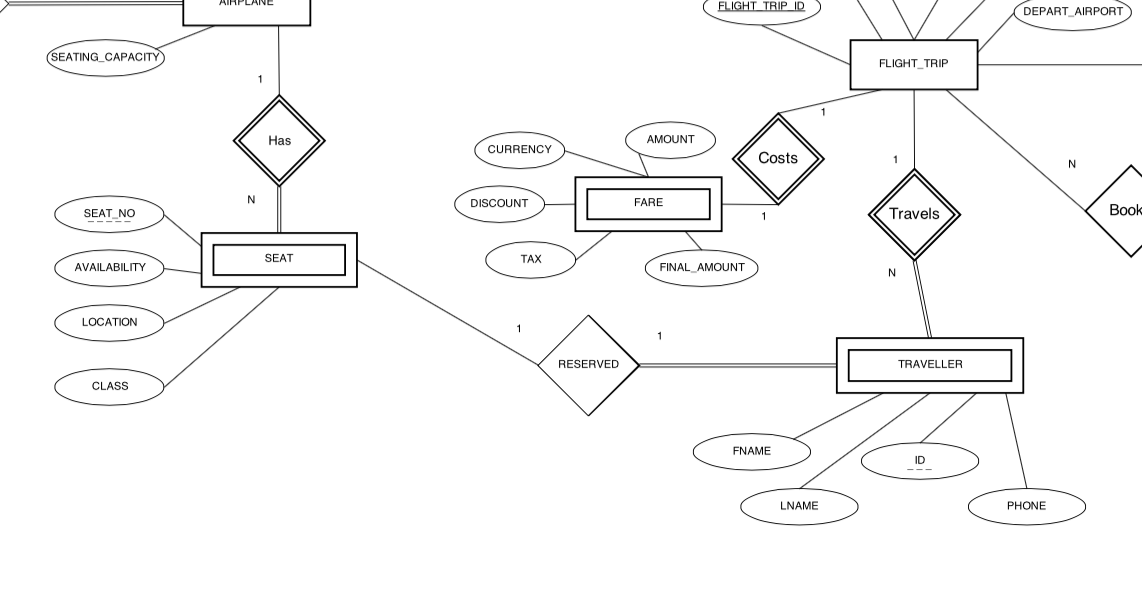 AIRPLANE
FLIGHT_TRIP_ID
DEPART_AIRPORT
SEATING_CAPACITY
FLIGHT_TRIP
1
1
Has
CURRENCY
AMOUNT
Costs
1
N
N
SEAT_NO
DISCOUNT
FARE
1
Travels
Book
AVAILABILITY
SEAT
TAX
FINAL_AMOUNT
N
LOCATION
1
1
RESERVED
TRAVELLER
CLASS
FNAME
ID
LNAME
PHONE